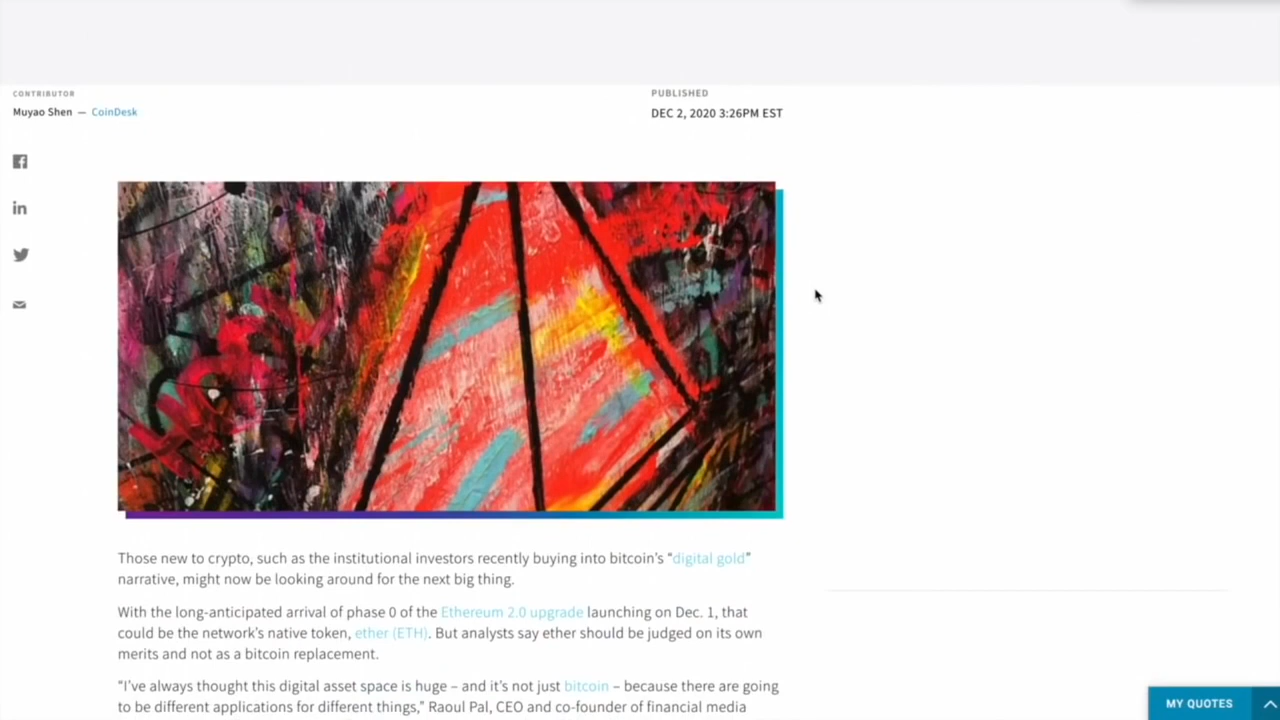 CONTRIBUTOR
Muyao Shen — CoinDesk
PUBLISHED
DEC 2, 2020 3:26PM EST
Those new to crypto, such as the institutional investors recently buying into bitcoin’s “digital gold”
narrative, might now be looking around for the next big thing.
With the long-anticipated arrival of phase 0 of the Ethereum 2.0 upgrade launching on Dec. 1, that
could be the network’s native token, ether (ETH). But analysts say ether should be judged on its own
merits and not as a bitcoin replacement.
“I’ve always thought this digital asset space is huge – and it’s not just bitcoin – because there are going
to be different applications for different things,” Raoul Pal, CEO and co-founder of financial media
MY QUOTES